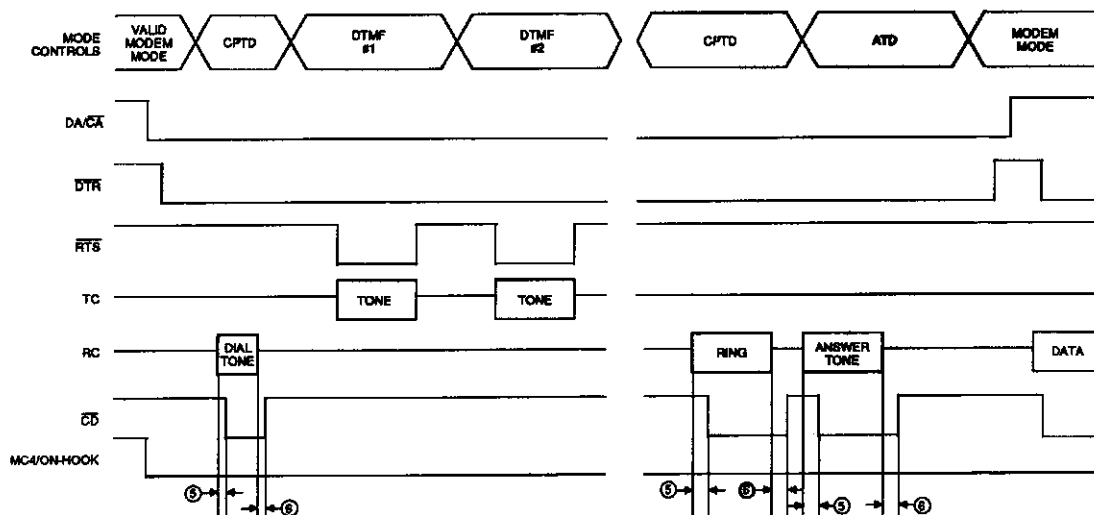 MODE
CONTROLS
VALID
MODEM
MODE
CPTD
DTMF
#1
DTMF
#2
CPTD
ATD
MODEM
MODE
DA/CA
DTR
RTS
TC
TONE
TONE
RC
DIAL
TONE
RING
ANSWER
TONE
DATA
CD
MC4/ON-HOOK
5
6
5
6
5
6